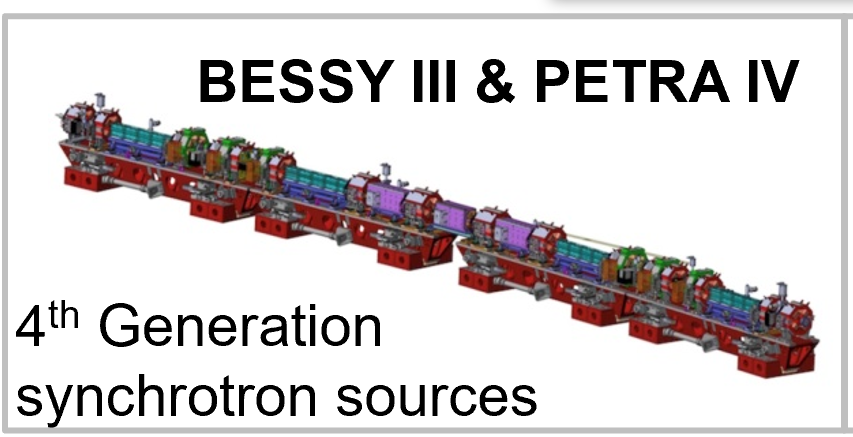 BESSY III & PETRA IV
4th Generation
synchrotron sources